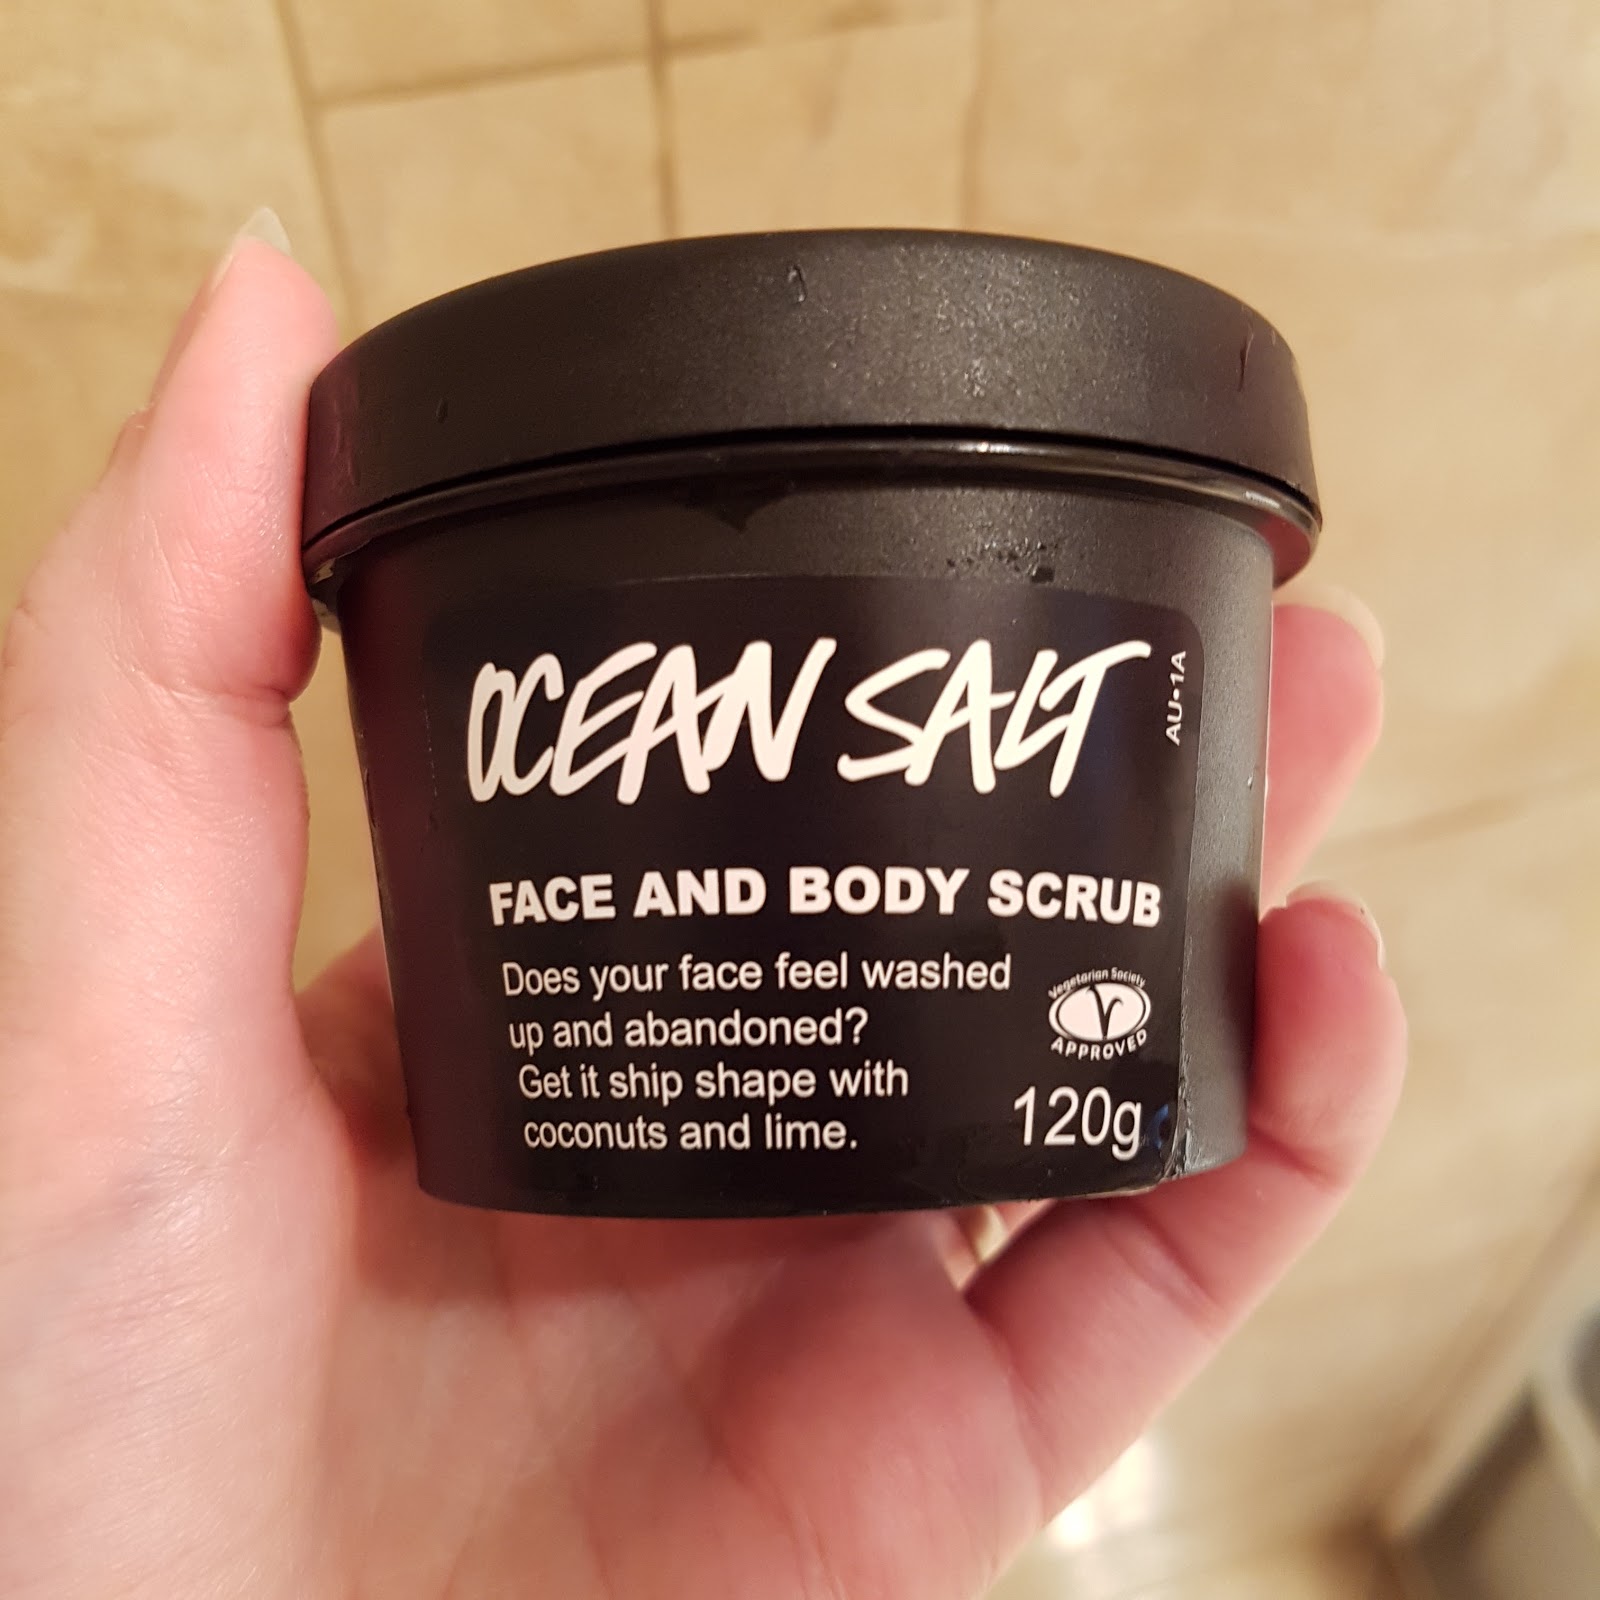 OCEAN SALT
AU•1A
FACE AND BODY SCRUB
Does your face feel washed
up and abandoned?
Get it ship shape with
coconuts and lime.
Vegetarian Society
V
APPROVED
120g